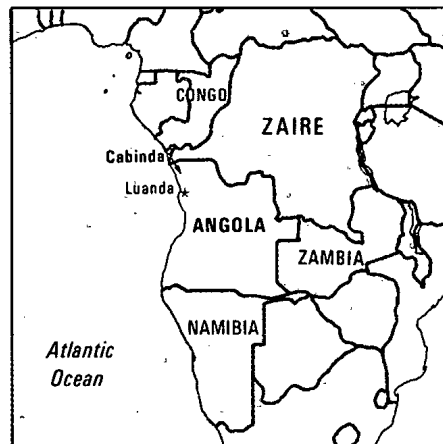 CONGO
ZAIRE
Cabinda
Luanda
ANGOLA
ZAMBIA
NAMIBIA
Atlantic
Ocean